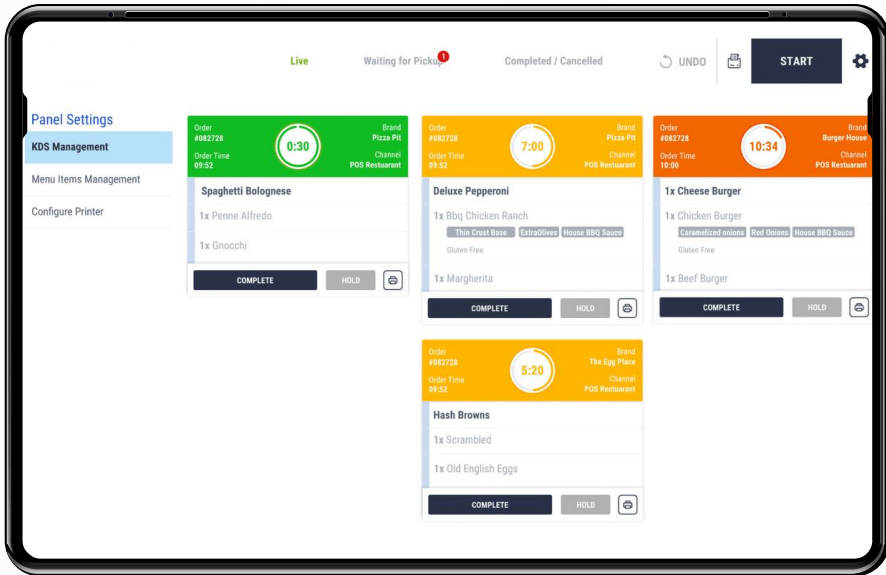 Live
Waiting for Pickup
1
Completed / Cancelled
UNDO
START
Panel Settings
KDS Management
Menu Items Management
Configure Printer
Order
#082728
Order Time
09:52
0:30
Brand
Pizza Pit
Channel
POS Restuarant
Spaghetti Bolognese
1x Penne Alfredo
1x Gnocchi
COMPLETE
HOLD
Order
#082728
Order Time
09:52
7:00
Brand
Pizza Pit
Channel
POS Restuarant
Deluxe Pepperoni
1x Bbq Chicken Ranch
Thin Crust Base ExtraOlives House BBQ Sauce
Gluten Free
1x Margherita
COMPLETE
HOLD
Order
#082728
Order Time
10:00
10:34
Brand
Burger House
Channel
POS Restuarant
1x Cheese Burger
1x Chicken Burger
Caramelized onions Red Onions House BBQ Sauce
Gluten Free
1x Beef Burger
COMPLETE
HOLD
Order
#082728
Order Time
09:52
5:20
Brand
The Egg Place
Channel
POS Restuarant
Hash Browns
1x Scrambled
1x Old English Eggs
COMPLETE
HOLD